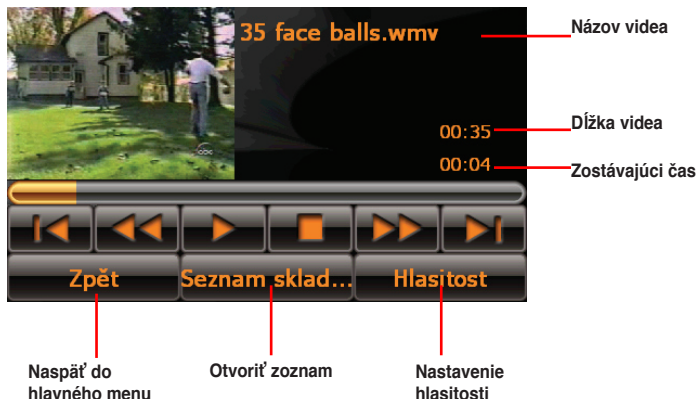 35 face balls.wmv
Názov videa
00:35
Dĺžka videa
00:04
Zostávajúci čas
abc
Zpět
Seznam sklad...
Hlasitost
Naspäť do
hlavného menu
Otvoriť zoznam
Nastavenie
hlasitosti